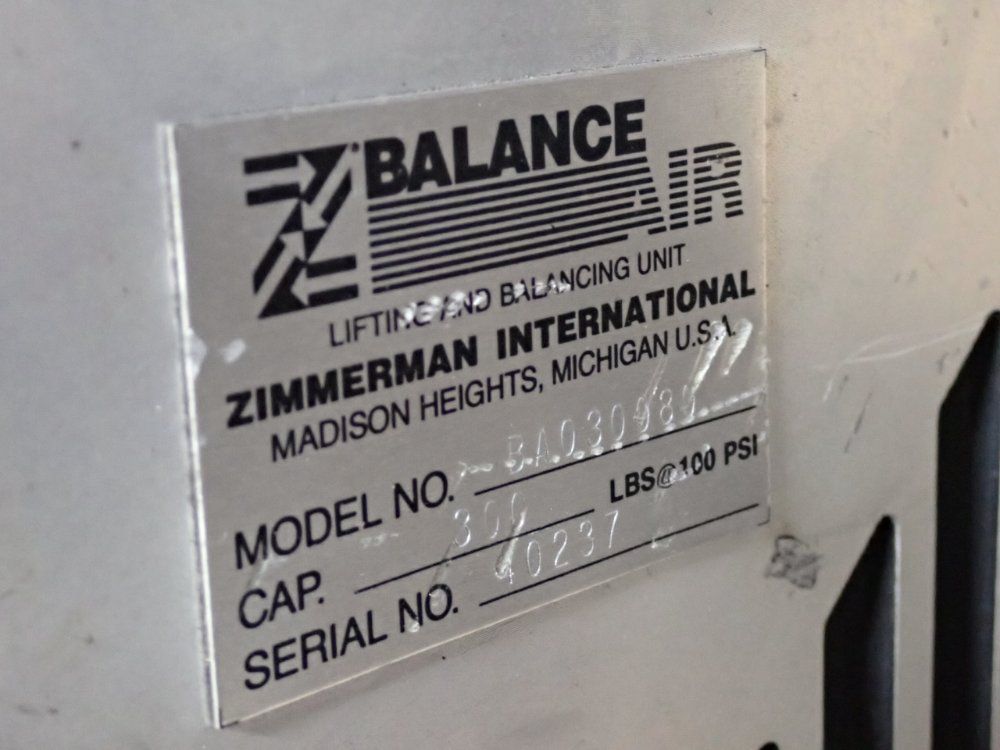 Z BALANCE
AIR
LIFTING AND BALANCING UNIT
ZIMMERMAN INTERNATIONAL
MADISON HEIGHTS, MICHIGAN U.S.A.
MODEL NO.
CAP. 300 LBS@100 PSI
SERIAL NO. 40237